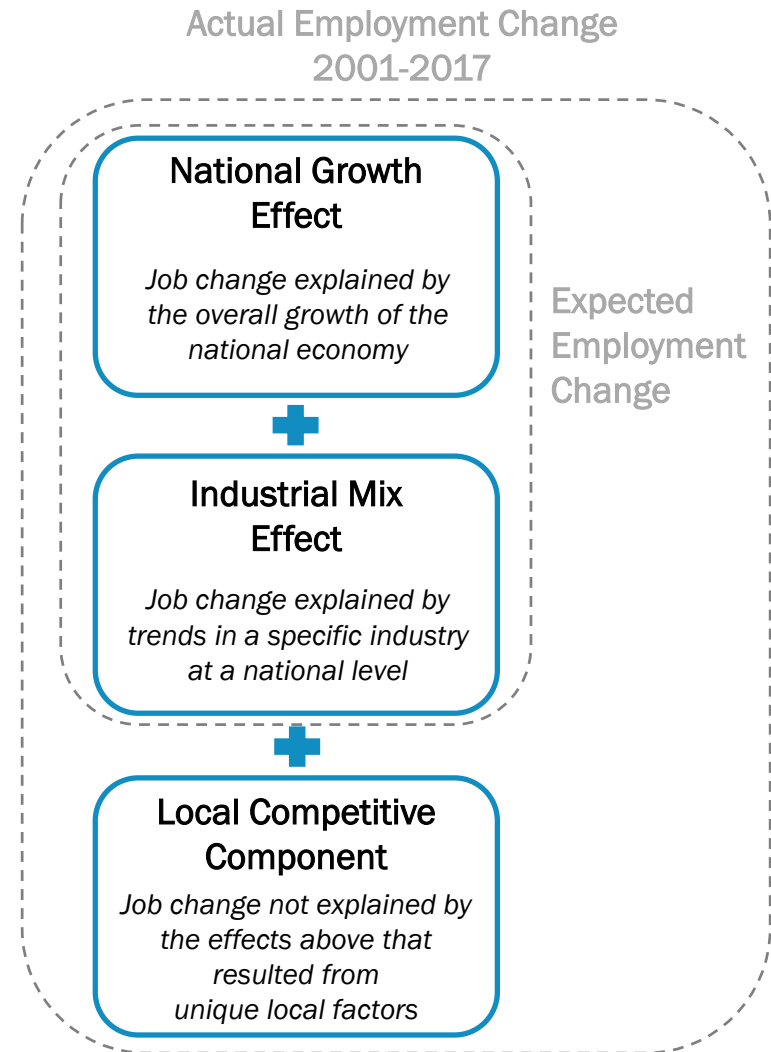 Actual Employment Change
2001-2017
National Growth
Effect
Job change explained by
the overall growth of the
national economy
Expected
Employment
Change
Industrial Mix
Effect
Job change explained by
trends in a specific industry
at a national level
Local Competitive
Component
Job change not explained by
the effects above that
resulted from
unique local factors